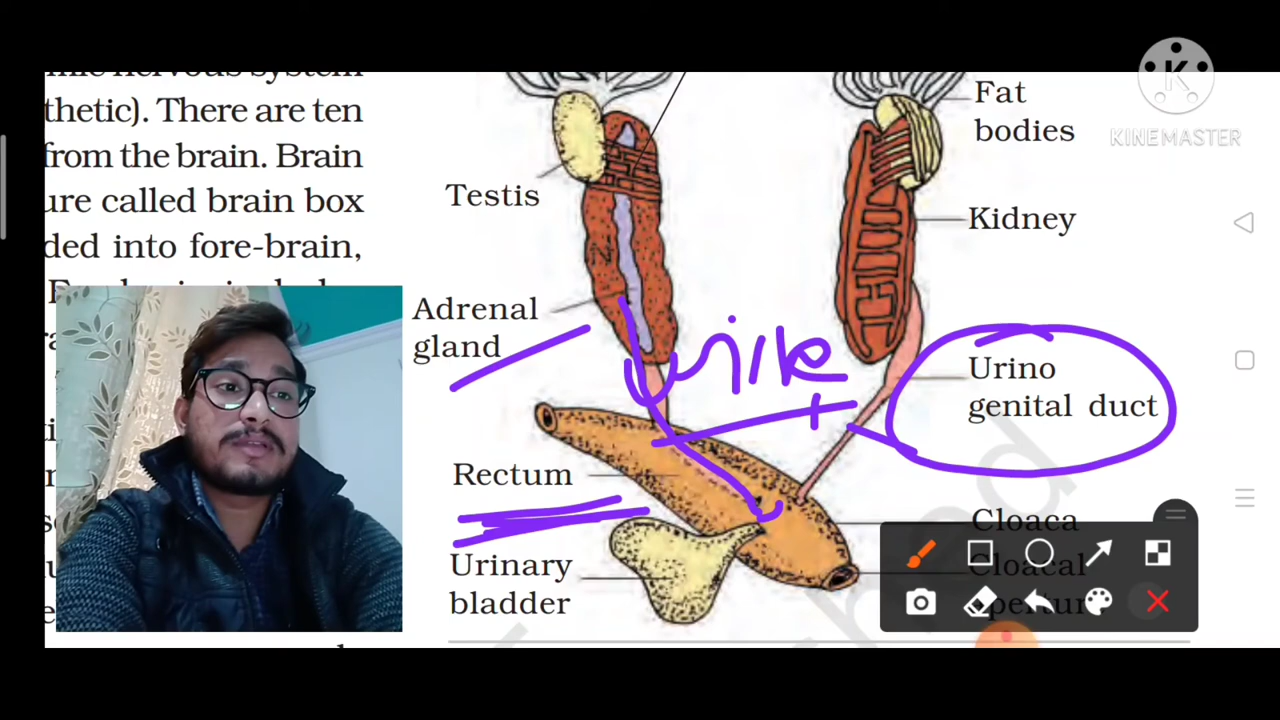 thetic). There are ten
from the brain. Brain
ure called brain box
ded into fore-brain,
Testis
Adrenal
gland
Rectum
Urinary
bladder
Fat
bodies
Kidney
Urino
genital duct
Cloaca
Cloacal
K
KINEMASTER